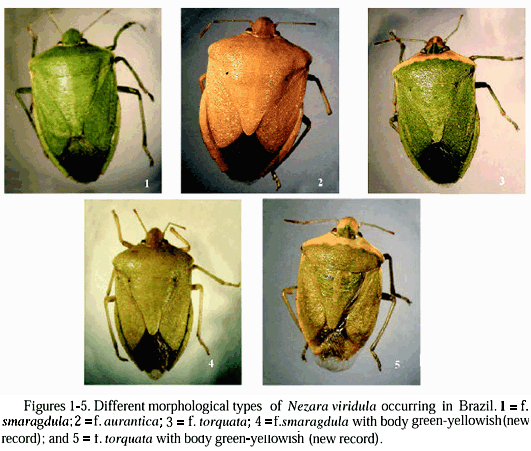 1
2
3
4
5
Figures 1-5. Different morphological types of Nezara viridula occurring in Brazil. 1 = f.
smaragdula; 2 = f. aurantica; 3 = f. torquata; 4 =f.smaragdula with body green-yellowish(new
record); and 5 = f. torquata with body green-yellowish (new record).